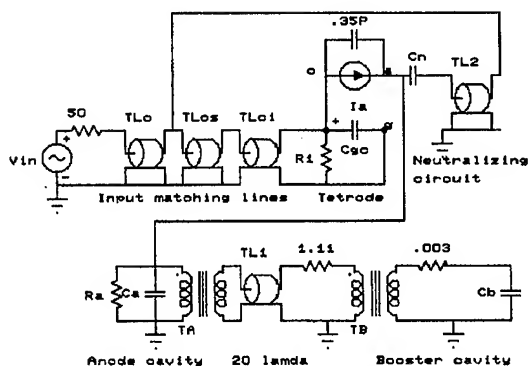 .35P
Cn
TL2
c
a
50
TLo
TLos
TLci
Ia
+
g
Vin
+
-
Ri
Cgc
Neutralizing
circuit
Input matching lines
Tetrode
TL1
1.11
.003
Ra
Ca
Cb
TA
TB
Anode cavity
20 lamda
Booster cavity